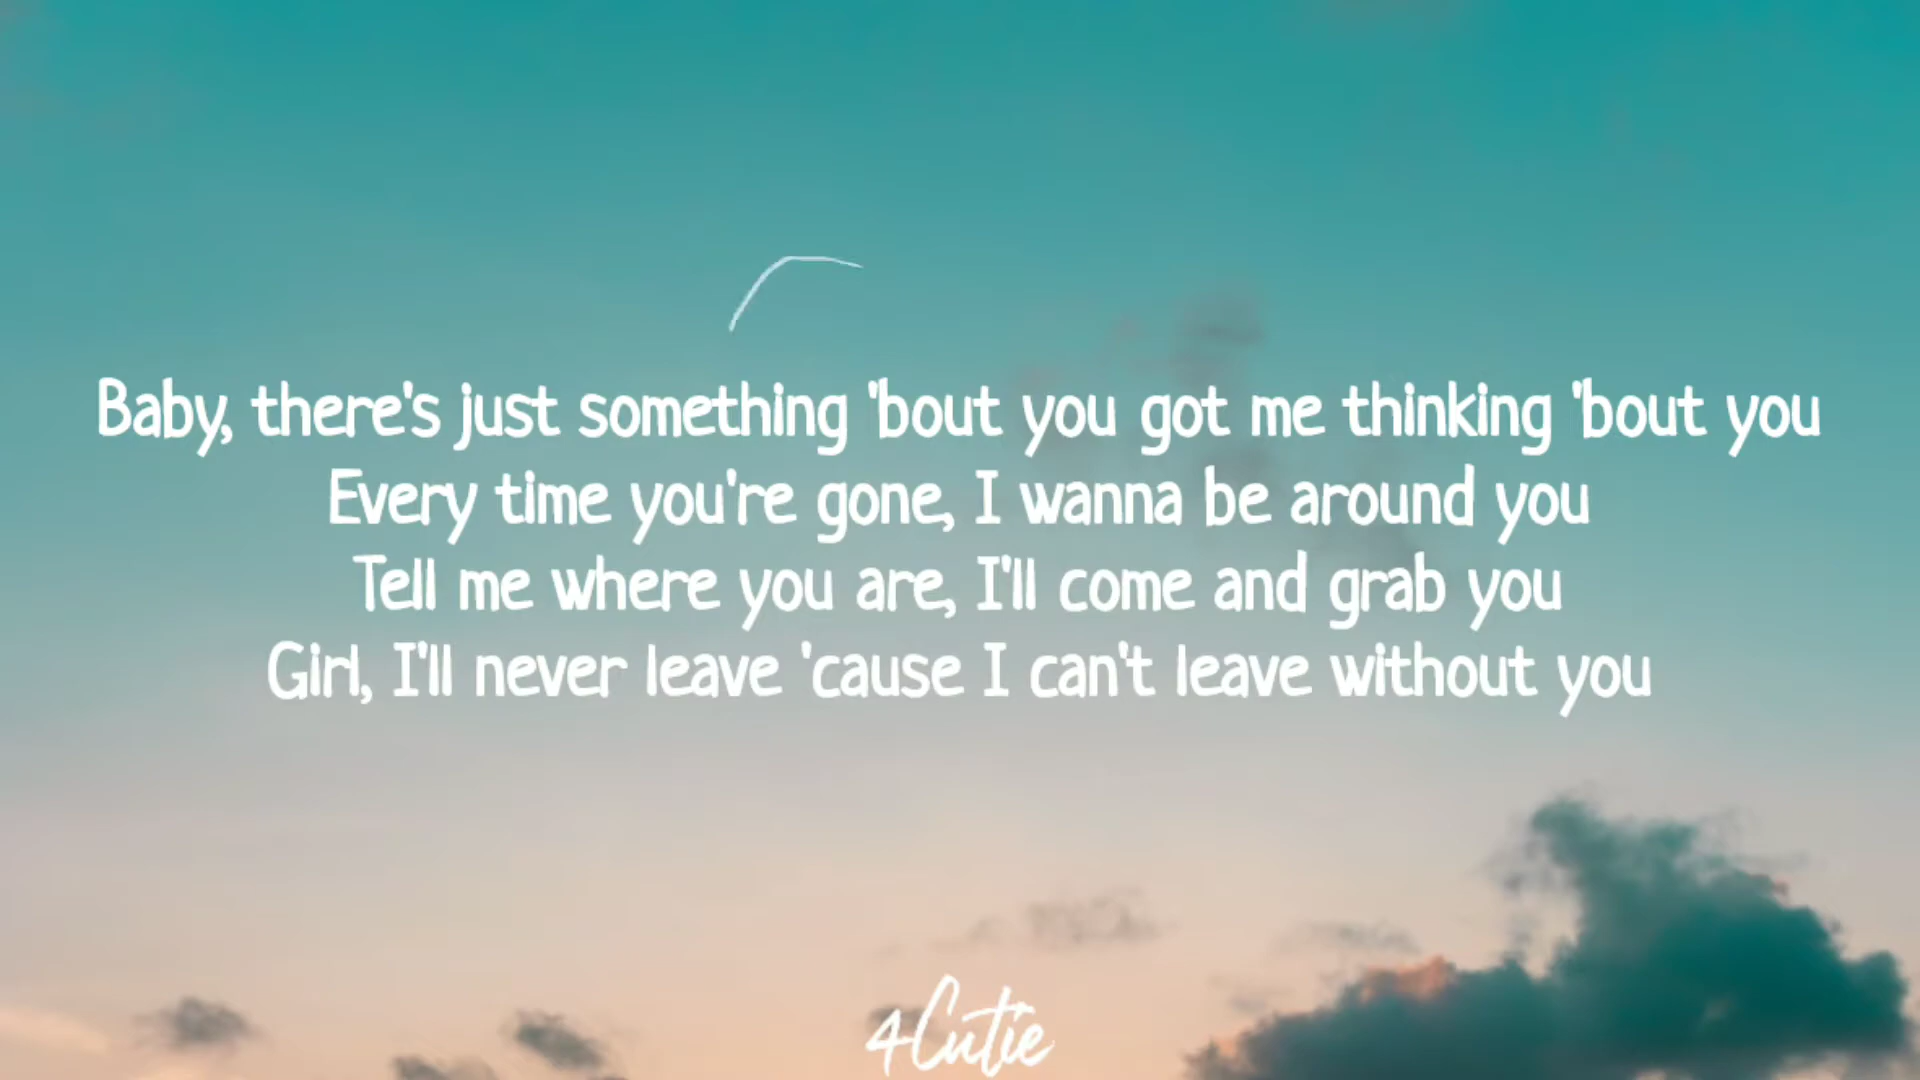 Baby, there's just something 'bout you got me thinking 'bout you
Every time you're gone, I wanna be around you
Tell me where you are, I'll come and grab you
Girl, I'll never leave 'cause I can't leave without you
4Cutie